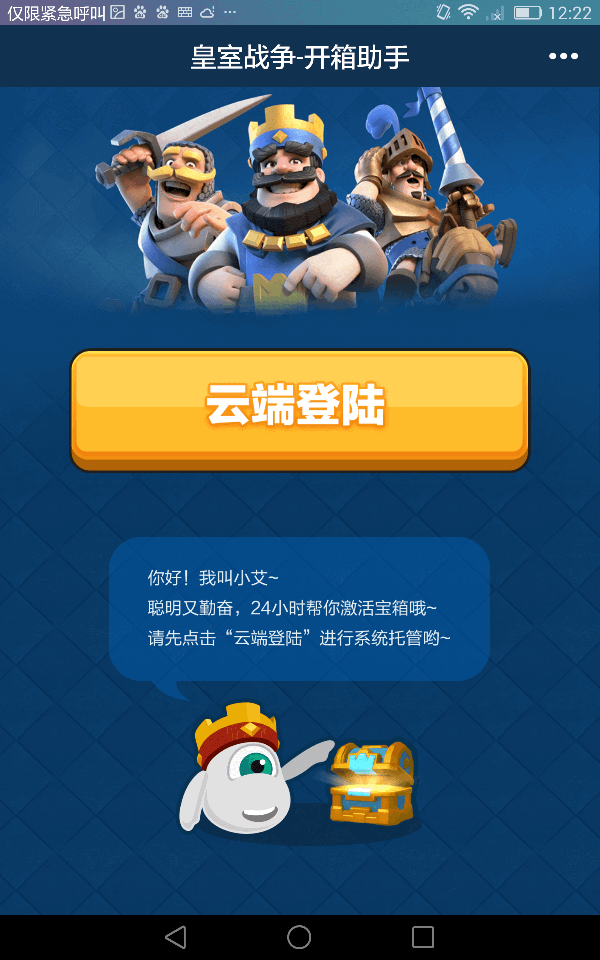 仅限紧急呼叫 ··· 12:22
皇室战争-开箱助手
云端登陆
你好！我叫小艾~
聪明又勤奋，24小时帮你激活宝箱哦~
请先点击“云端登陆”进行系统托管哟~